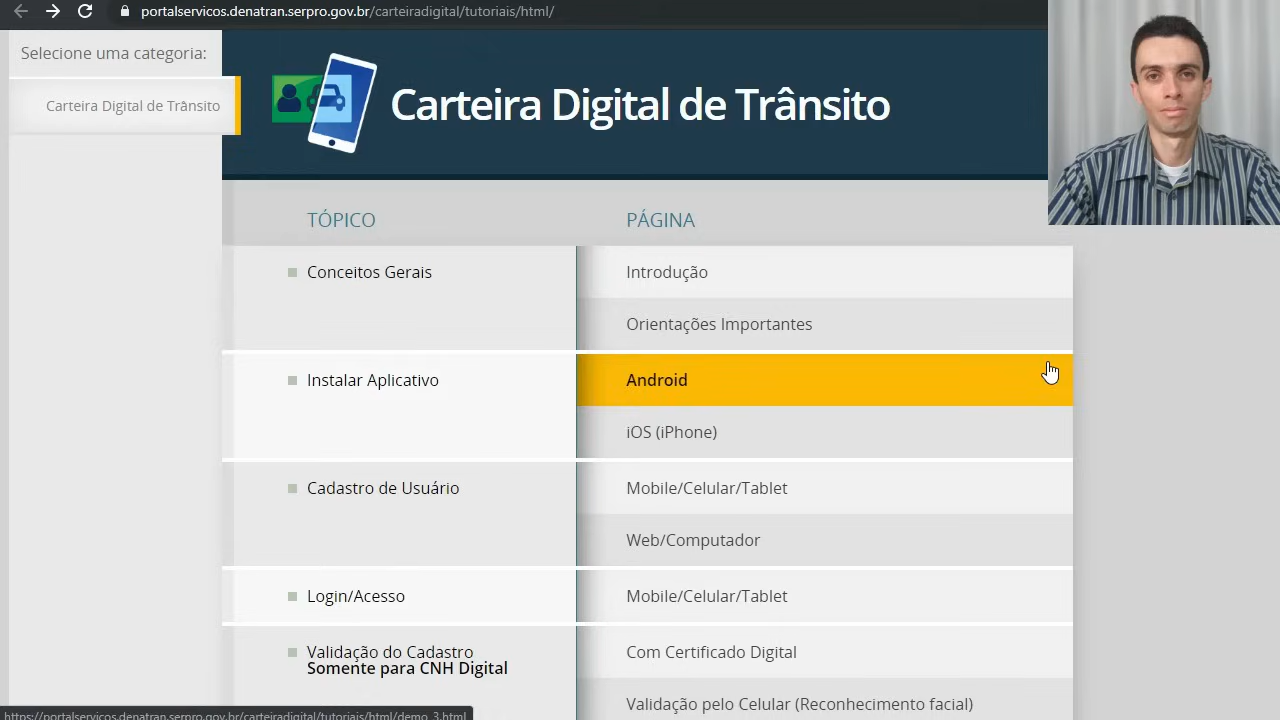 portalservicos.denatran.serpro.gov.br/carteiradigital/tutoriais/html/
Selecione uma categoria:
Carteira Digital de Trânsito
Carteira Digital de Trânsito
TÓPICO
PÁGINA
Conceitos Gerais
Introdução
Orientações Importantes
Instalar Aplicativo
Android
iOS (iPhone)
Cadastro de Usuário
Mobile/Celular/Tablet
Web/Computador
Login/Acesso
Mobile/Celular/Tablet
Validação do Cadastro
Somente para CNH Digital
Com Certificado Digital
Validação pelo Celular (Reconhecimento facial)
https://portalservicos.denatran.serpro.gov.br/carteiradigital/tutoriais/html/demo_3.html